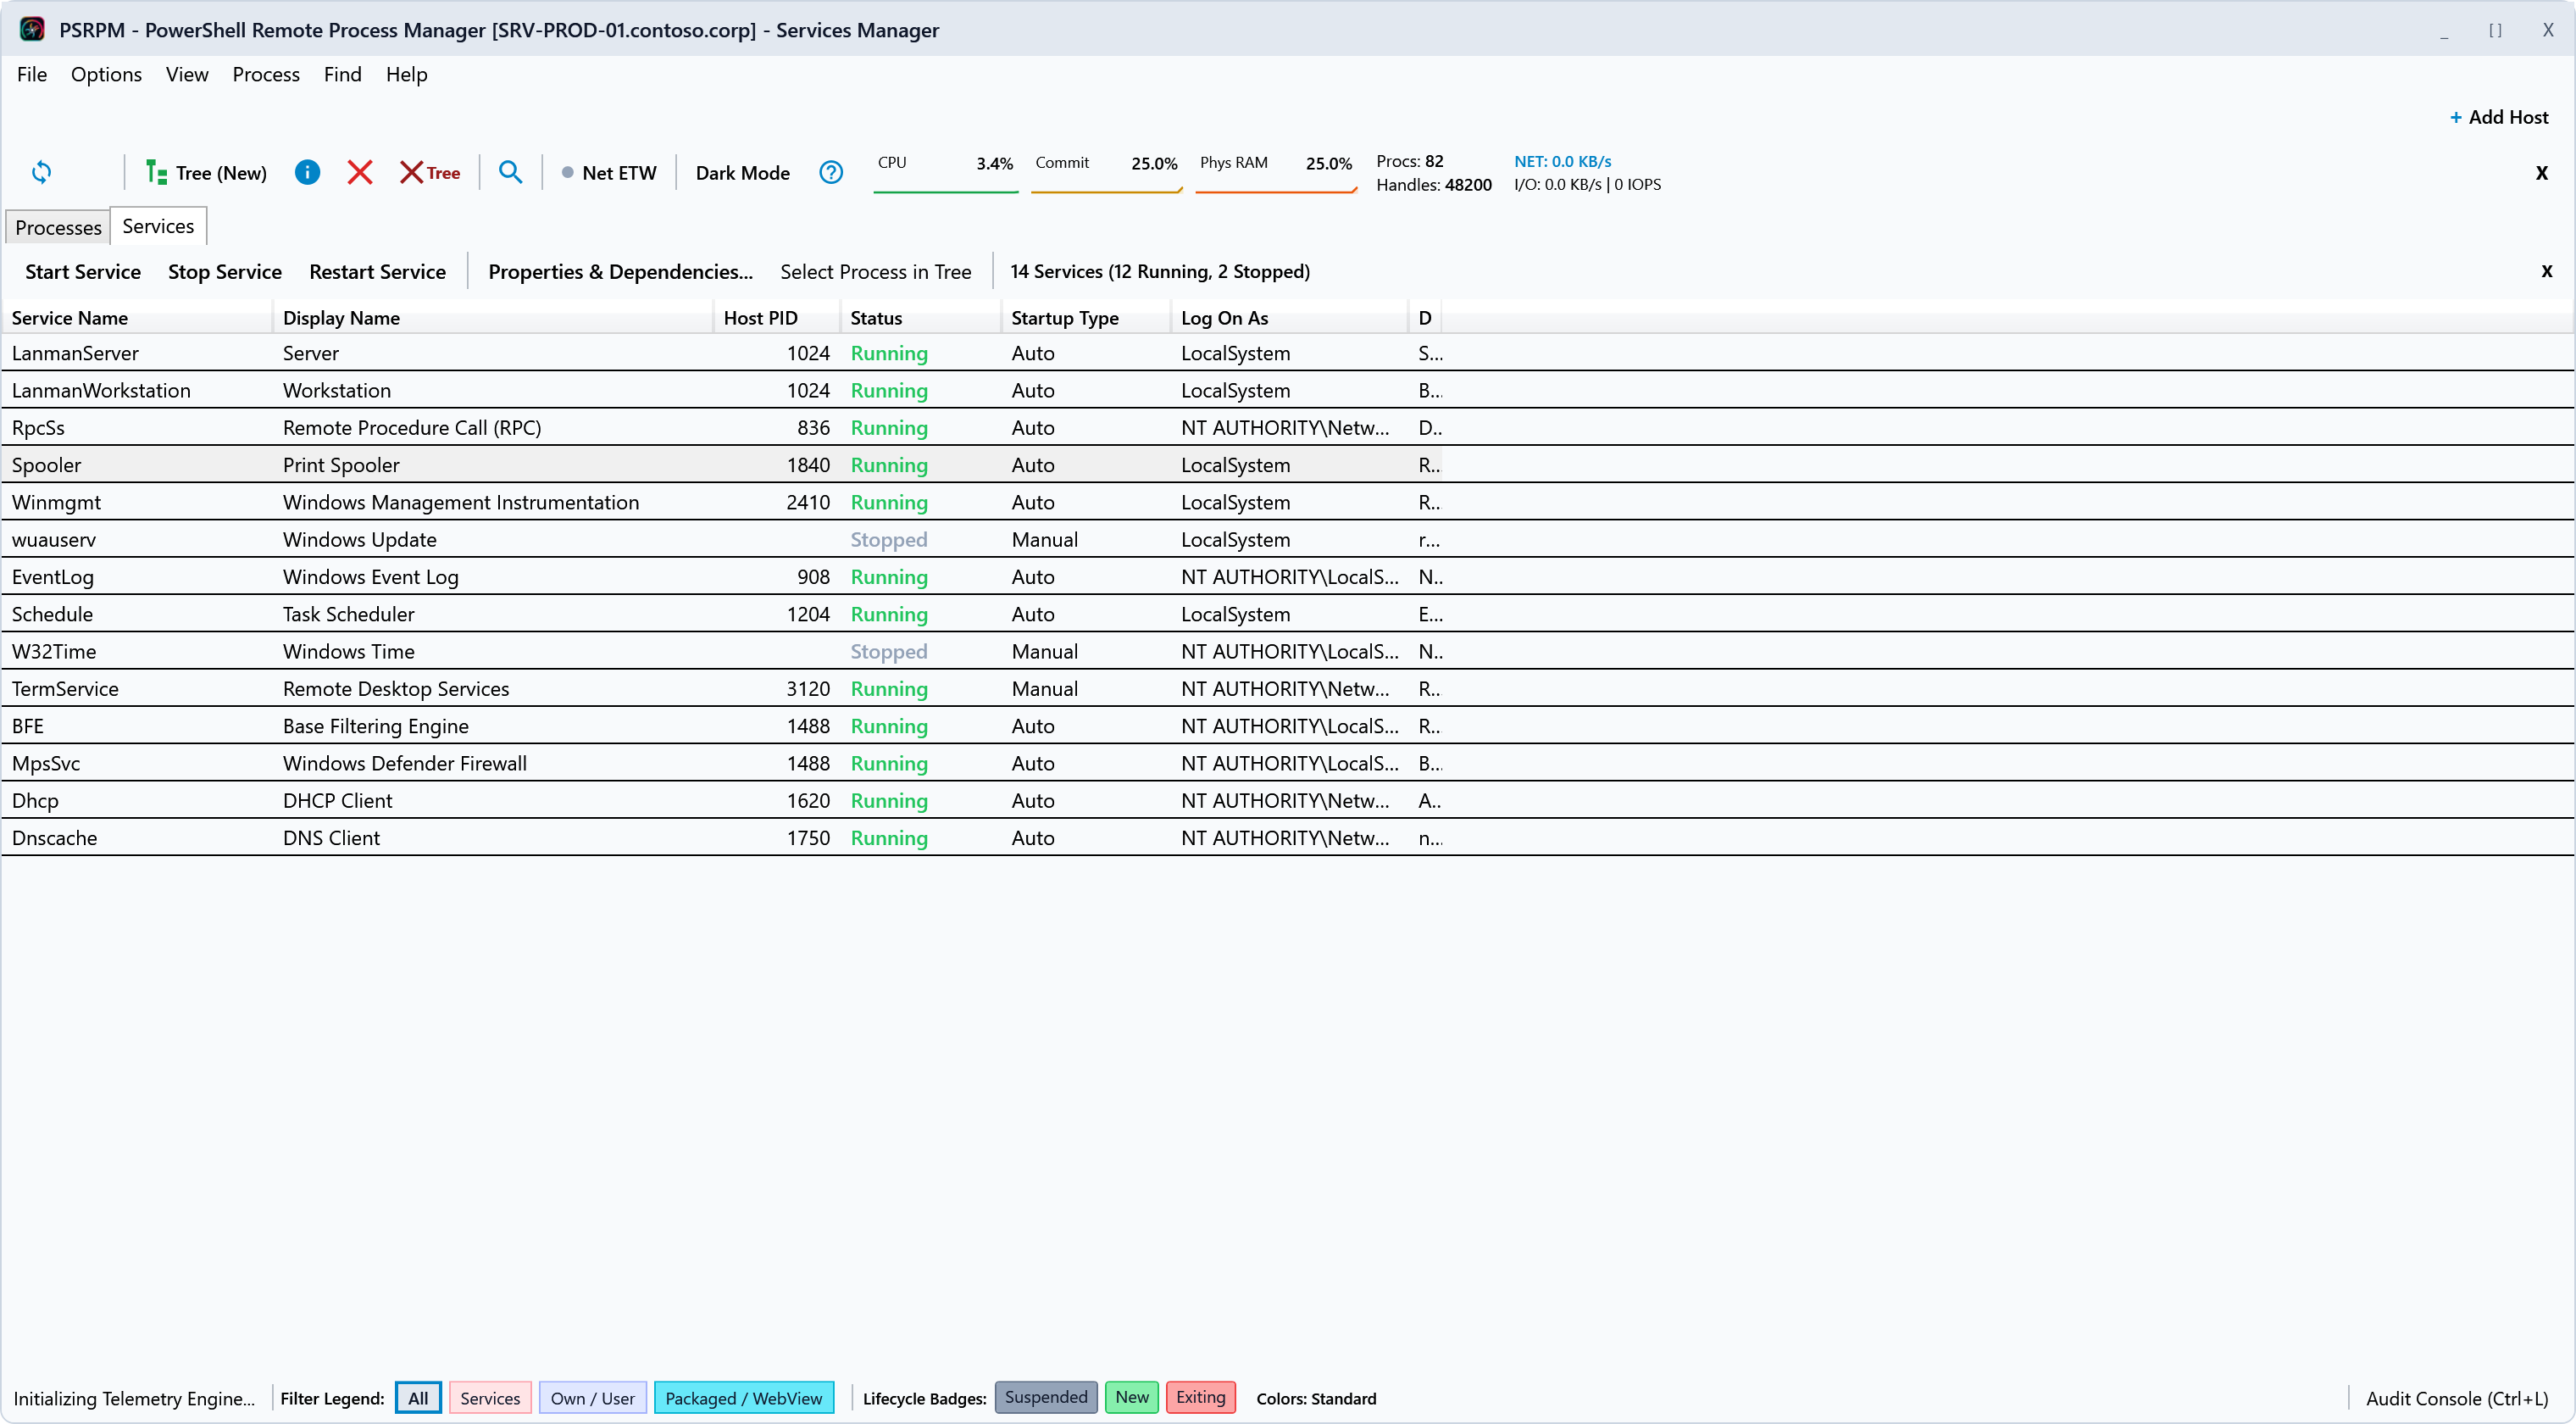 PSRPM - PowerShell Remote Process Manager [SRV-PROD-01.contoso.corp] - Services Manager
File Options View Process Find Help
+ Add Host
Tree (New) Tree Net ETW Dark Mode CPU 3.4% Commit 25.0% Phys RAM 25.0% Procs: 82 NET: 0.0 KB/s
Handles: 48200 I/O: 0.0 KB/s | 0 IOPS
X
Processes Services
Start Service Stop Service Restart Service Properties & Dependencies... Select Process in Tree 14 Services (12 Running, 2 Stopped) X
Service Name Display Name Host PID Status Startup Type Log On As D
LanmanServer Server 1024 Running Auto LocalSystem S...
LanmanWorkstation Workstation 1024 Running Auto LocalSystem B...
RpcSs Remote Procedure Call (RPC) 836 Running Auto NT AUTHORITY\Netw... D...
Spooler Print Spooler 1840 Running Auto LocalSystem R...
Winmgmt Windows Management Instrumentation 2410 Running Auto LocalSystem R...
wuauserv Windows Update Stopped Manual LocalSystem r...
EventLog Windows Event Log 908 Running Auto NT AUTHORITY\LocalS... N...
Schedule Task Scheduler 1204 Running Auto LocalSystem E...
W32Time Windows Time Stopped Manual NT AUTHORITY\LocalS... N...
TermService Remote Desktop Services 3120 Running Manual NT AUTHORITY\Netw... R...
BFE Base Filtering Engine 1488 Running Auto NT AUTHORITY\LocalS... R...
MpsSvc Windows Defender Firewall 1488 Running Auto NT AUTHORITY\LocalS... B...
Dhcp DHCP Client 1620 Running Auto NT AUTHORITY\Netw... A...
Dnscache DNS Client 1750 Running Auto NT AUTHORITY\Netw... n...
Initializing Telemetry Engine... Filter Legend: All Services Own / User Packaged / WebView Lifecycle Badges: Suspended New Exiting Colors: Standard Audit Console (Ctrl+L)